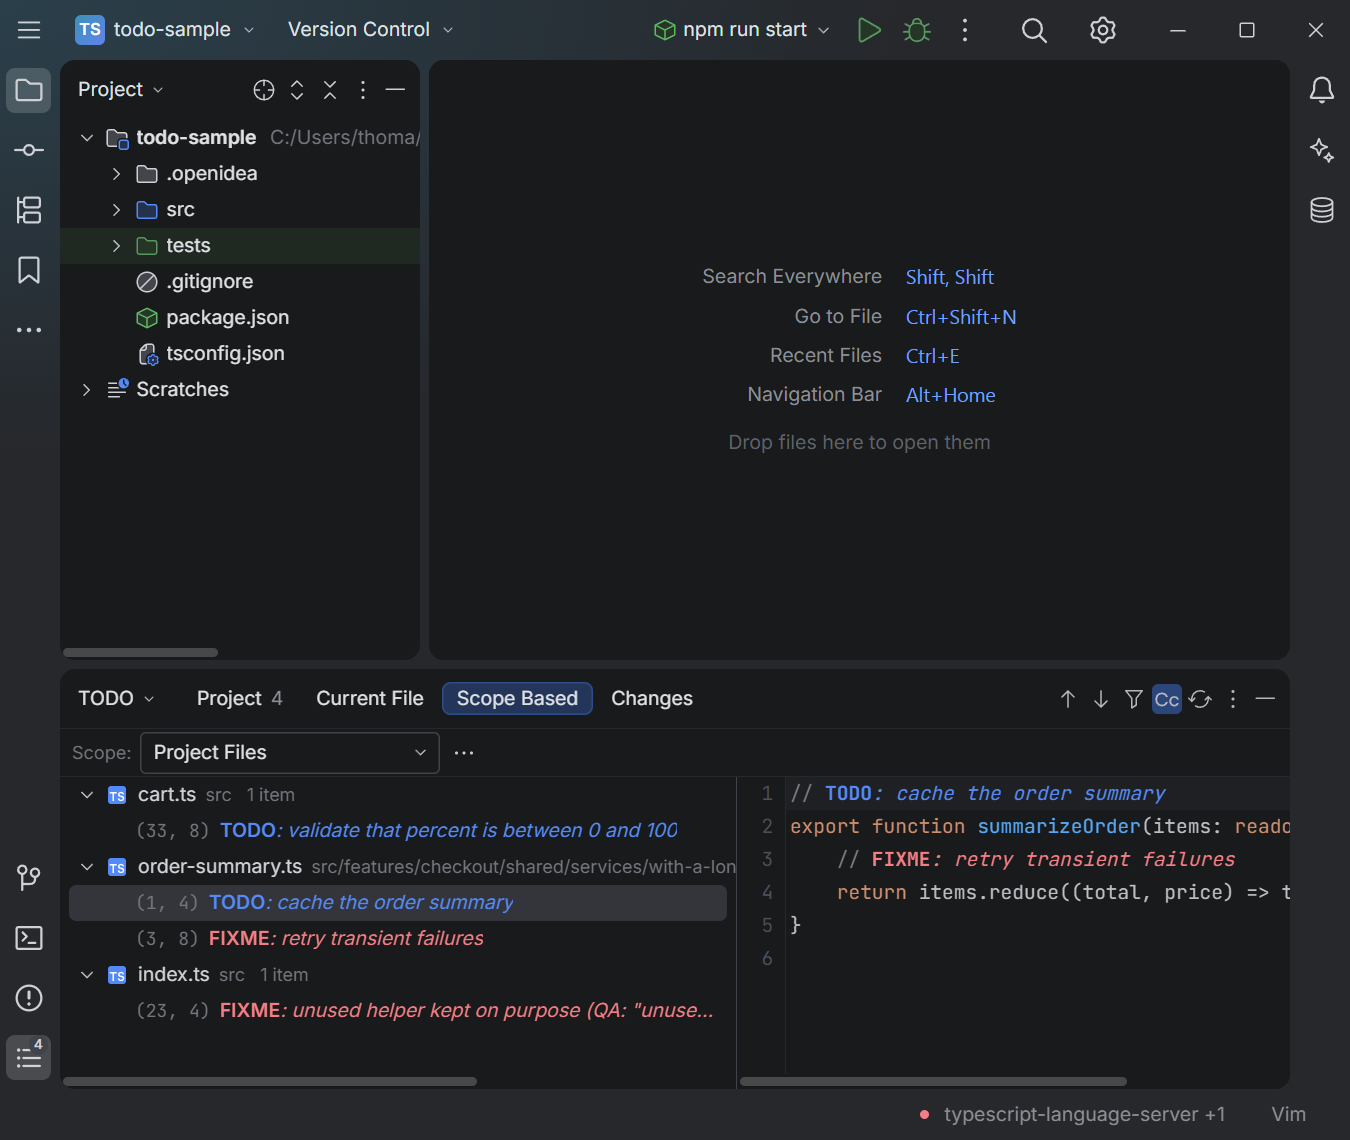 TS todo-sample Version Control npm run start
Project
todo-sample C:/Users/thoma/
.openidea
src
tests
.gitignore
package.json
tsconfig.json
Scratches
Search Everywhere Shift, Shift
Go to File Ctrl+Shift+N
Recent Files Ctrl+E
Navigation Bar Alt+Home
Drop files here to open them
TODO Project 4 Current File Scope Based Changes Cc
Scope: Project Files
TS cart.ts src 1 item
(33, 8) TODO: validate that percent is between 0 and 100
TS order-summary.ts src/features/checkout/shared/services/with-a-lon
(1, 4) TODO: cache the order summary
(3, 8) FIXME: retry transient failures
TS index.ts src 1 item
(23, 4) FIXME: unused helper kept on purpose (QA: "unuse...
1 // TODO: cache the order summary
2 export function summarizeOrder(items: reado
3 // FIXME: retry transient failures
4 return items.reduce((total, price) => t
5 }
6
4
typescript-language-server +1 Vim